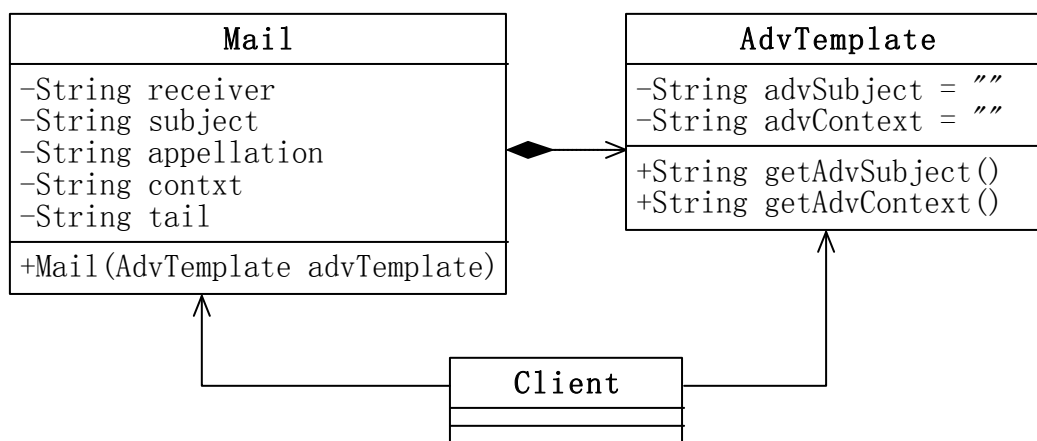 Mail
-String receiver
-String subject
-String appellation
-String contxt
-String tail
+Mail(AdvTemplate advTemplate)
AdvTemplate
-String advSubject = ""
-String advContext = ""
+String getAdvSubject()
+String getAdvContext()
Client